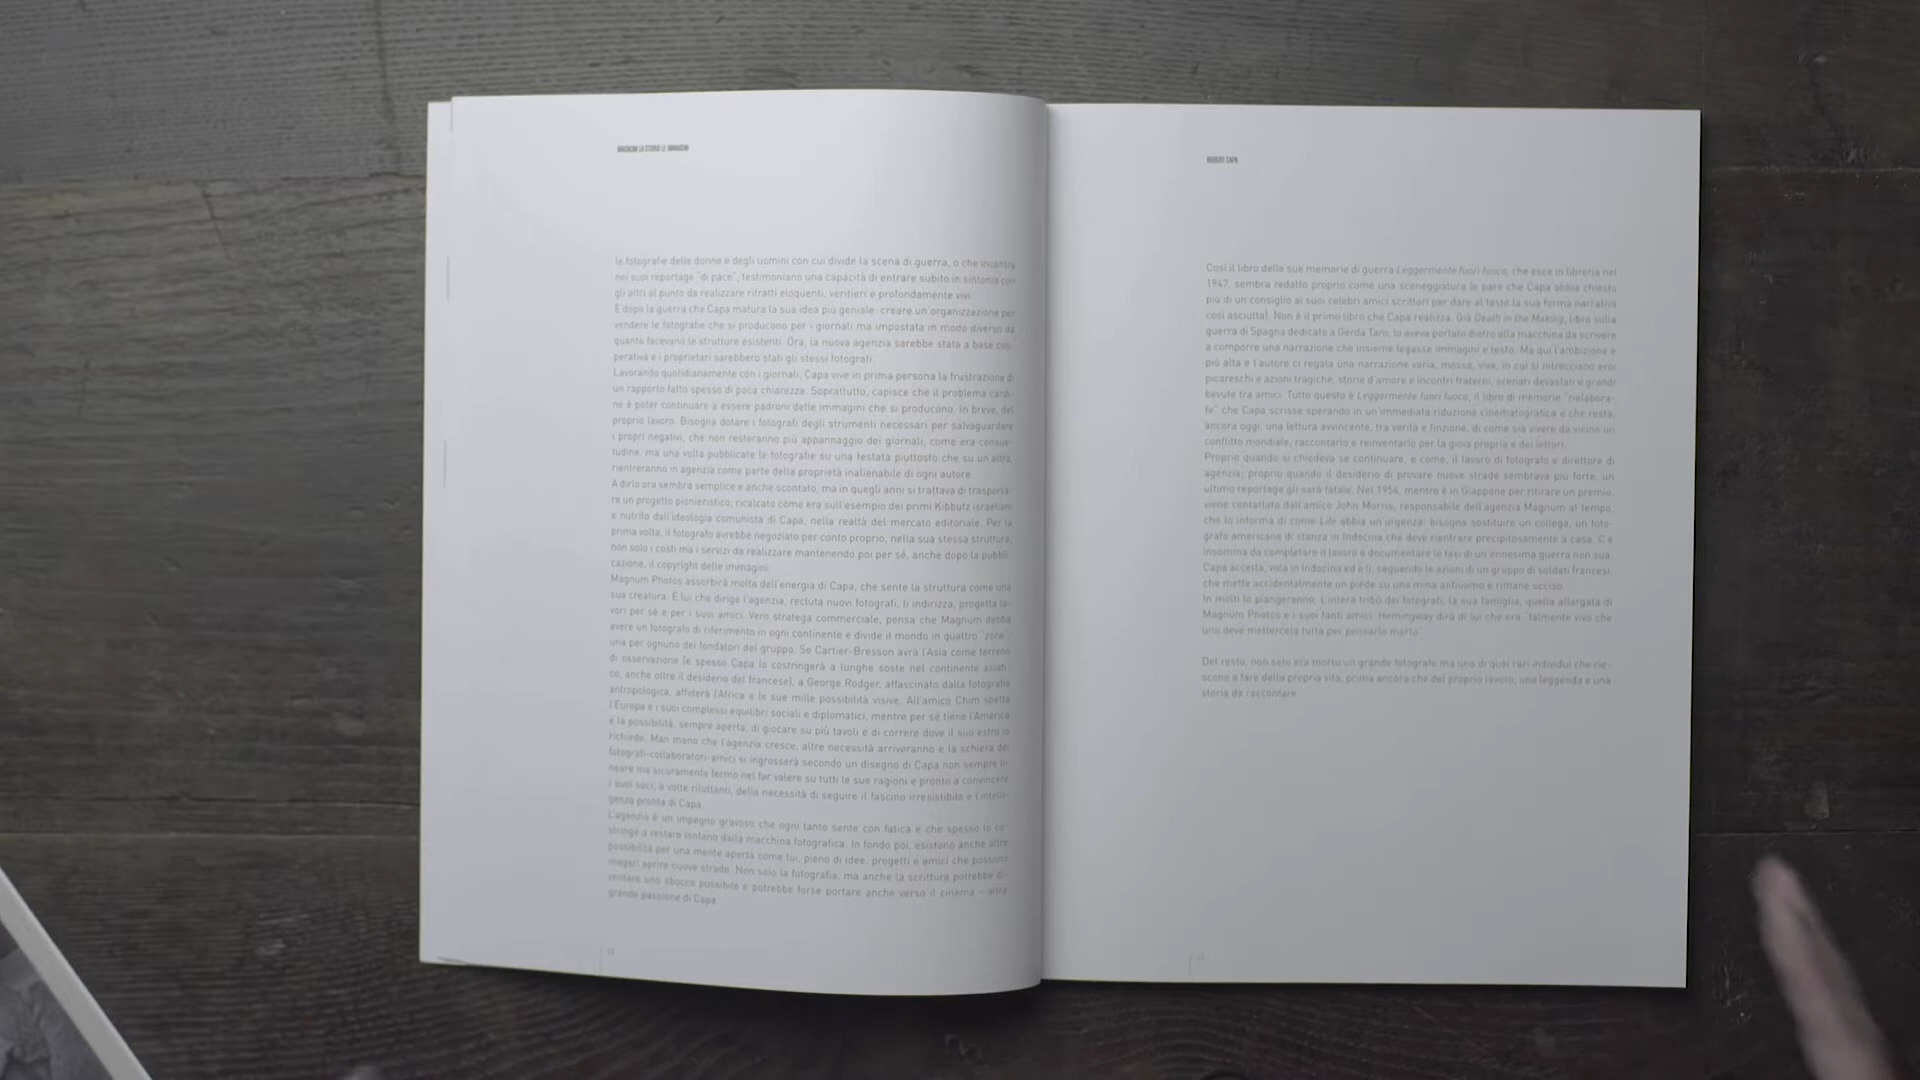 MAGNUM LA STORIA LE IMMAGINI
le fotografie delle donne e degli uomini con cui divide la scena di guerra, o che incontra
nei suoi reportage "di pace", testimoniano una capacità di entrare subito in sintonia con
gli altri al punto da realizzare ritratti eloquenti, veritieri e profondamente vivi.
È dopo la guerra che Capa matura la sua idea più geniale: creare un'organizzazione per
vendere le fotografie che si producono per i giornali ma impostata in modo diverso da
quanto facevano le strutture esistenti. Ora, la nuova agenzia sarebbe stata a base coo-
perativa e i proprietari sarebbero stati gli stessi fotografi.
Lavorando quotidianamente con i giornali, Capa vive in prima persona la frustrazione di
un rapporto fatto spesso di poca chiarezza. Soprattutto, capisce che il problema cardi-
ne è poter continuare a essere padroni delle immagini che si producono. In breve, del
proprio lavoro. Bisogna dotare i fotografi degli strumenti necessari per salvaguardare
i propri negativi, che non resteranno più appannaggio dei giornali, come era consue-
tudine, ma una volta pubblicate le fotografie su una testata piuttosto che su un'altra,
rientreranno in agenzia come parte della proprietà inalienabile di ogni autore.
A dirlo ora sembra semplice e anche scontato, ma in quegli anni si trattava di trasporta-
re un progetto pionieristico, ricalcato come era sull'esempio dei primi Kibbutz israeliani
e nutrito dall'ideologia comunista di Capa, nella realtà del mercato editoriale. Per la
prima volta, il fotografo avrebbe negoziato per conto proprio, nella sua stessa struttura,
non solo i costi ma i servizi da realizzare mantenendo poi per sé, anche dopo la pubbli-
cazione, il copyright delle immagini.
Magnum Photos assorbirà molta dell'energia di Capa, che sente la struttura come una
sua creatura. È lui che dirige l'agenzia, recluta nuovi fotografi, li indirizza, progetta la-
vori per sé e per i suoi amici. Vero stratega commerciale, pensa che Magnum debba
avere un fotografo di riferimento in ogni continente e divide il mondo in quattro "zone",
una per ognuno dei fondatori del gruppo. Se Cartier-Bresson avrà l'Asia come terreno
di osservazione (e spesso Capa lo costringerà a lunghe soste nel continente asiati-
co, anche oltre il desiderio del francese), a George Rodger, affascinato dalla fotografia
antropologica, affiderà l'Africa e le sue mille possibilità visive. All'amico Chim spetta
l'Europa e i suoi complessi equilibri sociali e diplomatici, mentre per sé tiene l'America
e la possibilità, sempre aperta, di giocare su più tavoli e di correre dove il suo estro lo
richiede. Man mano che l'agenzia cresce, altre necessità arriveranno e la schiera dei
fotografi-collaboratori-amici si ingrosserà secondo un disegno di Capa non sempre li-
neare ma sicuramente fermo nel far valere su tutti le sue ragioni e pronto a convincere
i suoi soci, a volte riluttanti, della necessità di seguire il fascino irresistibile e l'intelli-
genza pronta di Capa.
L'agenzia è un impegno gravoso che ogni tanto sente con fatica e che spesso lo co-
stringe a restare lontano dalla macchina fotografica. In fondo poi, esistono anche altre
possibilità per una mente aperta come lui, pieno di idee, progetti e amici che possono
magari aprire nuove strade. Non solo la fotografia, ma anche la scrittura potrebbe di-
ventare uno sbocco possibile e potrebbe forse portare anche verso il cinema – altra
grande passione di Capa.
ROBERT CAPA
Così il libro delle sue memorie di guerra Leggermente fuori fuoco, che esce in libreria nel
1947, sembra redatto proprio come una sceneggiatura (e pare che Capa abbia chiesto
più di un consiglio ai suoi celebri amici scrittori per dare al testo la sua forma narrativa
così asciutta). Non è il primo libro che Capa realizza. Già Death in the Making, libro sulla
guerra di Spagna dedicato a Gerda Taro, lo aveva portato dietro alla macchina da scrivere
a comporre una narrazione che insieme legasse immagini e testo. Ma qui l'ambizione è
più alta e l'autore ci regala una narrazione varia, mossa, viva, in cui si intrecciano eroi
picareschi e azioni tragiche, storie d'amore e incontri fraterni, scenari devastati e grandi
bevute tra amici. Tutto questo è Leggermente fuori fuoco, il libro di memorie "rielabora-
te" che Capa scrisse sperando in un'immediata riduzione cinematografica e che resta,
ancora oggi, una lettura avvincente, tra verità e finzione, di come sia vivere da vicino un
conflitto mondiale, raccontarlo e reinventarlo per la gioia propria e dei lettori.
Proprio quando si chiedeva se continuare, e come, il lavoro di fotografo e direttore di
agenzia; proprio quando il desiderio di provare nuove strade sembrava più forte, un
ultimo reportage gli sarà fatale. Nel 1954, mentre è in Giappone per ritirare un premio,
viene contattato dall'amico John Morris, responsabile dell'agenzia Magnum al tempo,
che lo informa di come Life abbia un'urgenza: bisogna sostituire un collega, un foto-
grafo americano di stanza in Indocina che deve rientrare precipitosamente a casa. C'è
insomma da completare il lavoro e documentare le fasi di un'ennesima guerra non sua.
Capa accetta, vola in Indocina ed è lì, seguendo le azioni di un gruppo di soldati francesi,
che mette accidentalmente un piede su una mina antiuomo e rimane ucciso.
In molti lo piangeranno. L'intera tribù dei fotografi, la sua famiglia, quella allargata di
Magnum Photos e i suoi tanti amici. Hemingway dirà di lui che era "talmente vivo che
uno deve mettercela tutta per pensarlo morto".
Del resto, non solo era morto un grande fotografo ma uno di quei rari individui che rie-
scono a fare della propria vita, prima ancora che del proprio lavoro, una leggenda e una
storia da raccontare.